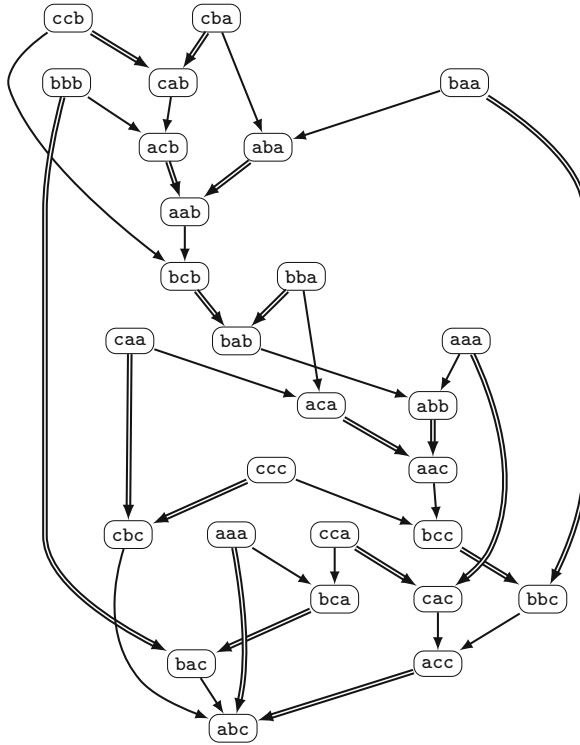 ccb cba
bbb cab baa
acb aba
aab
bcb bba
bab
caa aaa
aca abb
aac
ccc
cbc aaa cca bcc
bca cac bbc
bac acc
abc